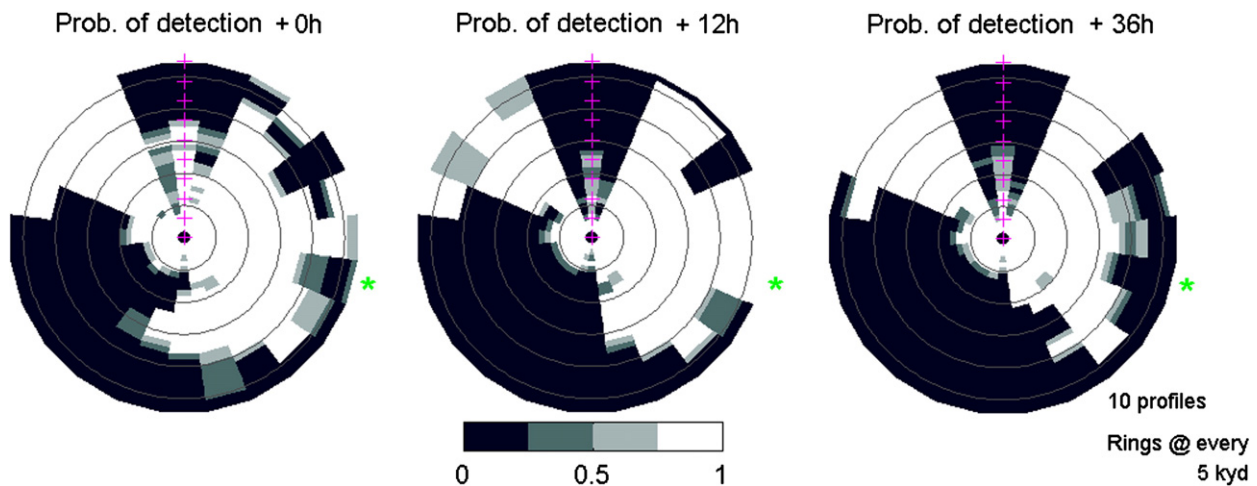 Prob. of detection + 0h
Prob. of detection + 12h
Prob. of detection + 36h
*
*
*
0
0.5
1
10 profiles
Rings @ every
5 kyd